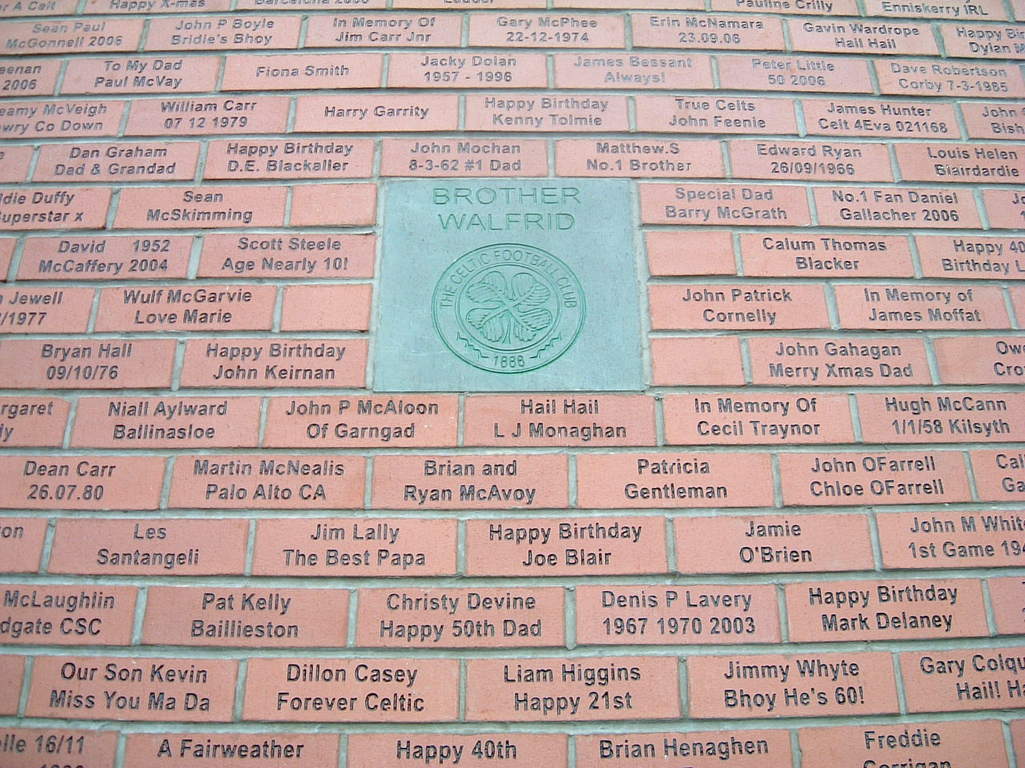 Happy X-mas
Barcelona 2006
Pauline Crilly
Enniskerry IRL
Sean Paul
McGonnell 2006
John P Boyle
Bridie's Bhoy
In Memory Of
Jim Carr Jnr
Gary McPhee
22-12-1974
Erin McNamara
23.09.06
Gavin Wardrope
Hail Hail
Happy
Dylan
2006
To My Dad
Paul McVay
Fiona Smith
Jacky Dolan
1957 - 1996
James Bessant
Always!
Peter Little
50 2006
Dave Robertson
Corby 7-3-1985
McVeigh
Co Down
William Carr
07 12 1979
Harry Garrity
Happy Birthday
Kenny Tolmie
True Celts
John Feenie
James Hunter
Celt 4Eva 021168
John
Dan Graham
Dad & Grandad
Happy Birthday
D.E. Blackaller
John Mochan
8-3-62 #1 Dad
Matthew.S
No.1 Brother
Edward Ryan
26/09/1966
Louis Helen
Blairdardie
Duffy
Superstar x
Sean
McSkimming
BROTHER
WALFRID
THE CELTIC FOOTBALL CLUB
1888
Special Dad
Barry McGrath
No.1 Fan Daniel
Gallacher 2006
David 1952
McCaffery 2004
Scott Steele
Age Nearly 10!
Calum Thomas
Blacker
Happy 40
Birthday
Jewell
/1977
Wulf McGarvie
Love Marie
John Patrick
Cornelly
In Memory of
James Moffat
Bryan Hall
09/10/76
Happy Birthday
John Keirnan
John Gahagan
Merry Xmas Dad
Niall Aylward
Ballinasloe
John P McAloon
Of Garngad
Hail Hail
L J Monaghan
In Memory Of
Cecil Traynor
Hugh McCann
1/1/58 Kilsyth
Dean Carr
26.07.80
Martin McNealis
Palo Alto CA
Brian and
Ryan McAvoy
Patricia
Gentleman
John OFarrell
Chloe OFarrell
Les
Santangeli
Jim Lally
The Best Papa
Happy Birthday
Joe Blair
Jamie
O'Brien
John M White
1st Game
McLaughlin
CSC
Pat Kelly
Baillieston
Christy Devine
Happy 50th Dad
Denis P Lavery
1967 1970 2003
Happy Birthday
Mark Delaney
Our Son Kevin
Miss You Ma Da
Dillon Casey
Forever Celtic
Liam Higgins
Happy 21st
Jimmy Whyte
Bhoy He's 60!
Gary
Hail!
16/11
A Fairweather
Happy 40th
Brian Henaghen
Freddie
Corrigan